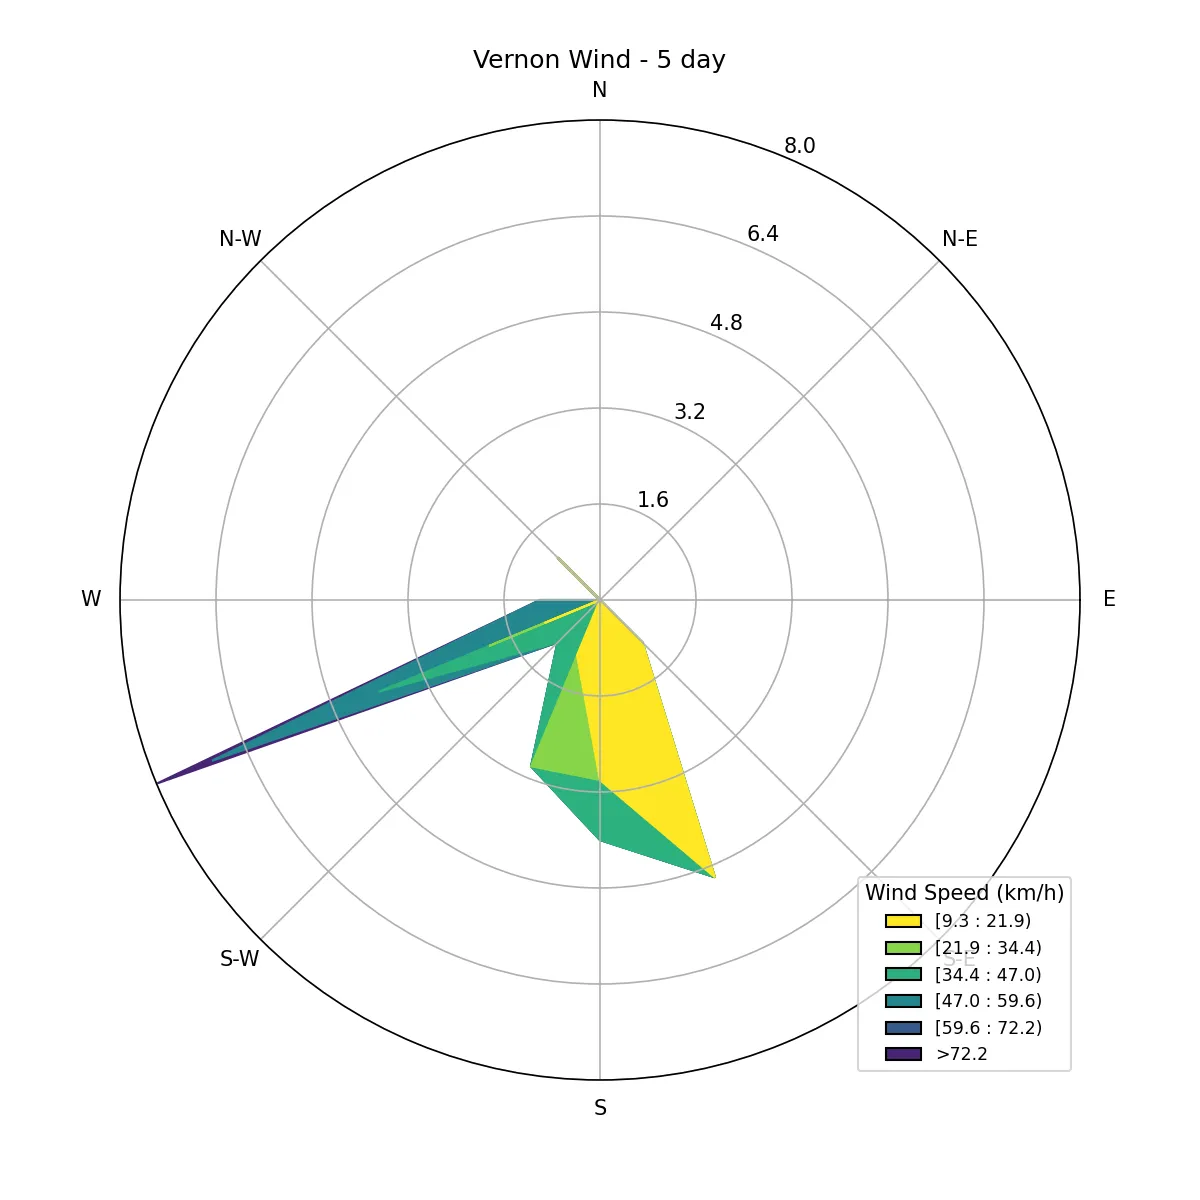 Vernon Wind - 5 day
N
8.0
N-W
6.4
N-E
4.8
3.2
1.6
W
E
Wind Speed (km/h)
[9.3 : 21.9)
[21.9 : 34.4)
S-W
S-E
[34.4 : 47.0)
[47.0 : 59.6)
[59.6 : 72.2)
>72.2
S